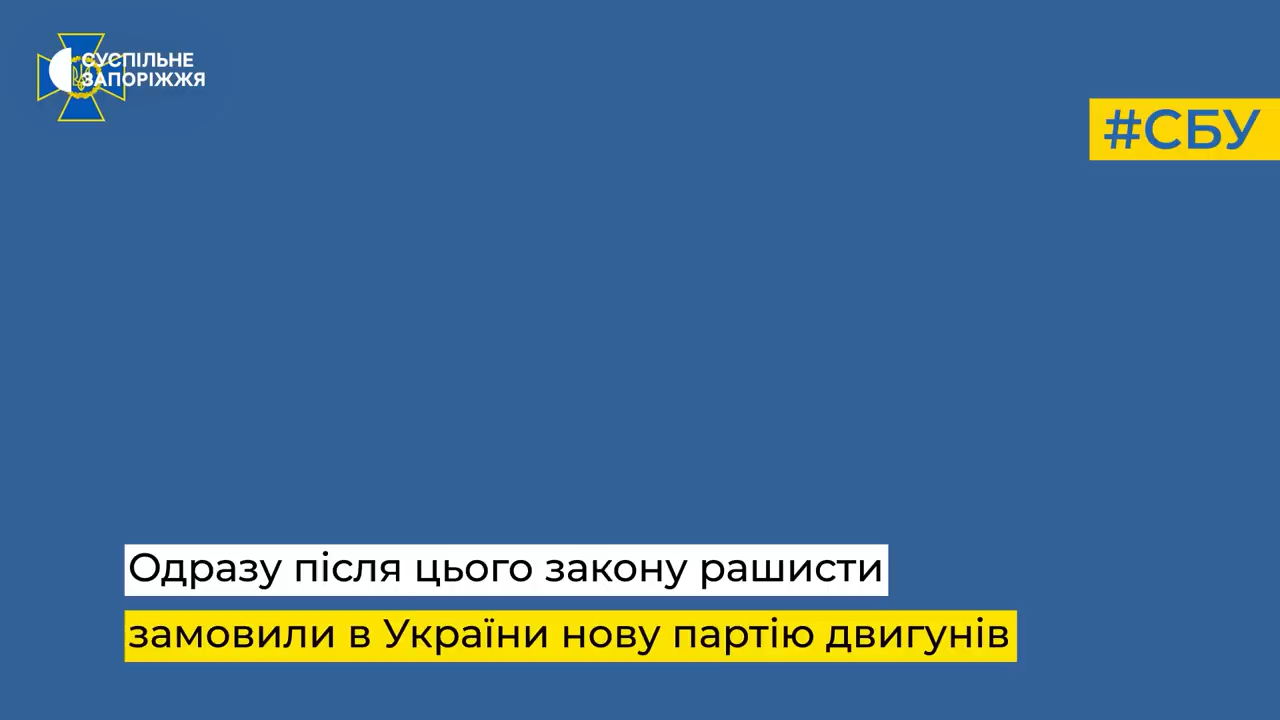 СУСПІЛЬНЕ
ЗАПОРІЖЖЯ
#СБУ
Одразу після цього закону рашисти
замовили в України нову партію двигунів